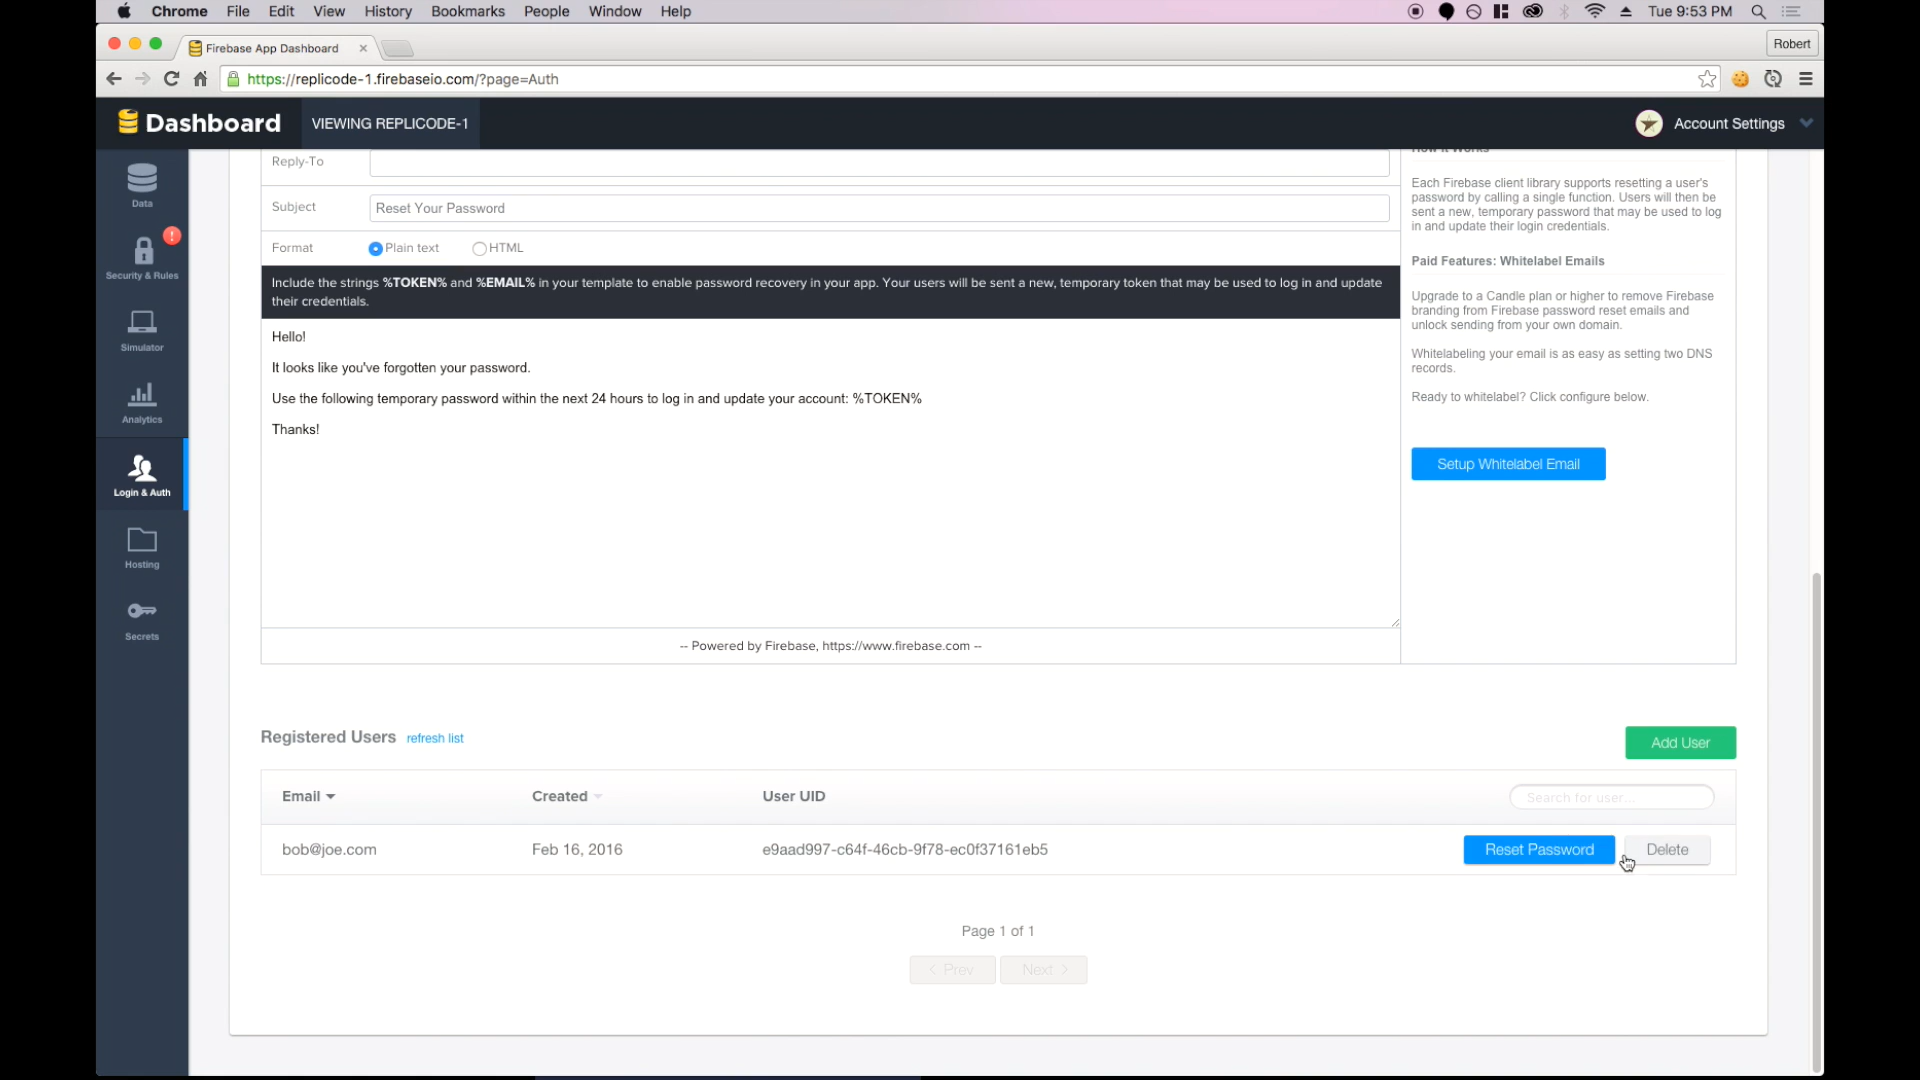 Chrome File Edit View History Bookmarks People Window Help Tue 9:53 PM
Firebase App Dashboard Robert
https://replicode-1.firebaseio.com/?page=Auth
Dashboard VIEWING REPLICODE-1 Account Settings
Data
Security & Rules
Simulator
Analytics
Login & Auth
Hosting
Secrets
Reply-To
Subject Reset Your Password
Format Plain text HTML
Include the strings %TOKEN% and %EMAIL% in your template to enable password recovery in your app. Your users will be sent a new, temporary token that may be used to log in and update
their credentials.
Hello!
It looks like you've forgotten your password.
Use the following temporary password within the next 24 hours to log in and update your account: %TOKEN%
Thanks!
-- Powered by Firebase, https://www.firebase.com --
How It Works
Each Firebase client library supports resetting a user's
password by calling a single function. Users will then be
sent a new, temporary password that may be used to log
in and update their login credentials.
Paid Features: Whitelabel Emails
Upgrade to a Candle plan or higher to remove Firebase
branding from Firebase password reset emails and
unlock sending from your own domain.
Whitelabeling your email is as easy as setting two DNS
records.
Ready to whitelabel? Click configure below.
Setup Whitelabel Email
Registered Users refresh list Add User
Email Created User UID Search for user...
bob@joe.com Feb 16, 2016 e9aad997-c64f-46cb-9f78-ec0f37161eb5 Reset Password Delete
Page 1 of 1
< Prev Next >